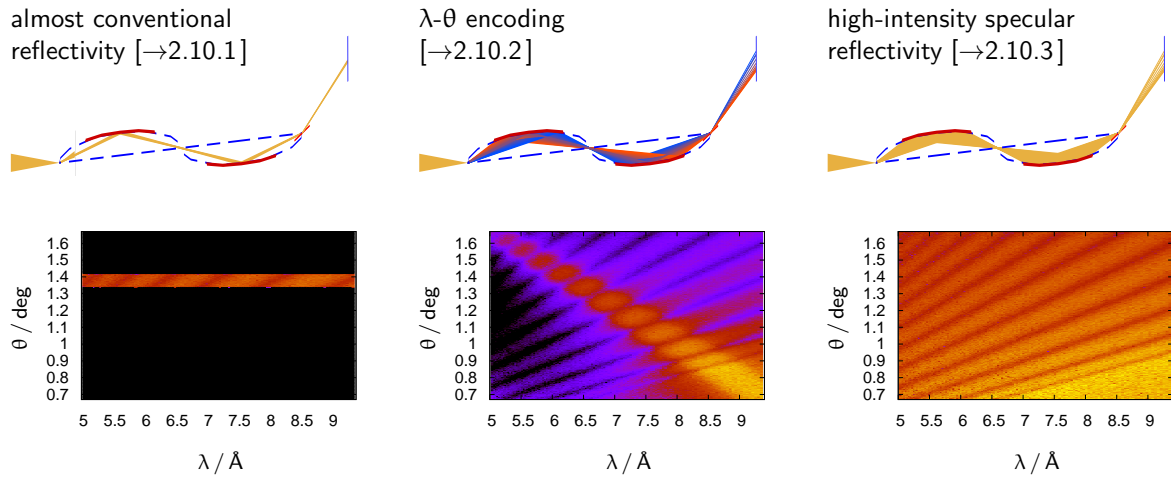 almost conventional
reflectivity [→2.10.1]
λ-θ encoding
[→2.10.2]
high-intensity specular
reflectivity [→2.10.3]
θ / deg
1.6
1.5
1.4
1.3
1.2
1.1
1
0.9
0.8
0.7
5 5.5 6 6.5 7 7.5 8 8.5 9
λ / Å
θ / deg
1.6
1.5
1.4
1.3
1.2
1.1
1
0.9
0.8
0.7
5 5.5 6 6.5 7 7.5 8 8.5 9
λ / Å
θ / deg
1.6
1.5
1.4
1.3
1.2
1.1
1
0.9
0.8
0.7
5 5.5 6 6.5 7 7.5 8 8.5 9
λ / Å